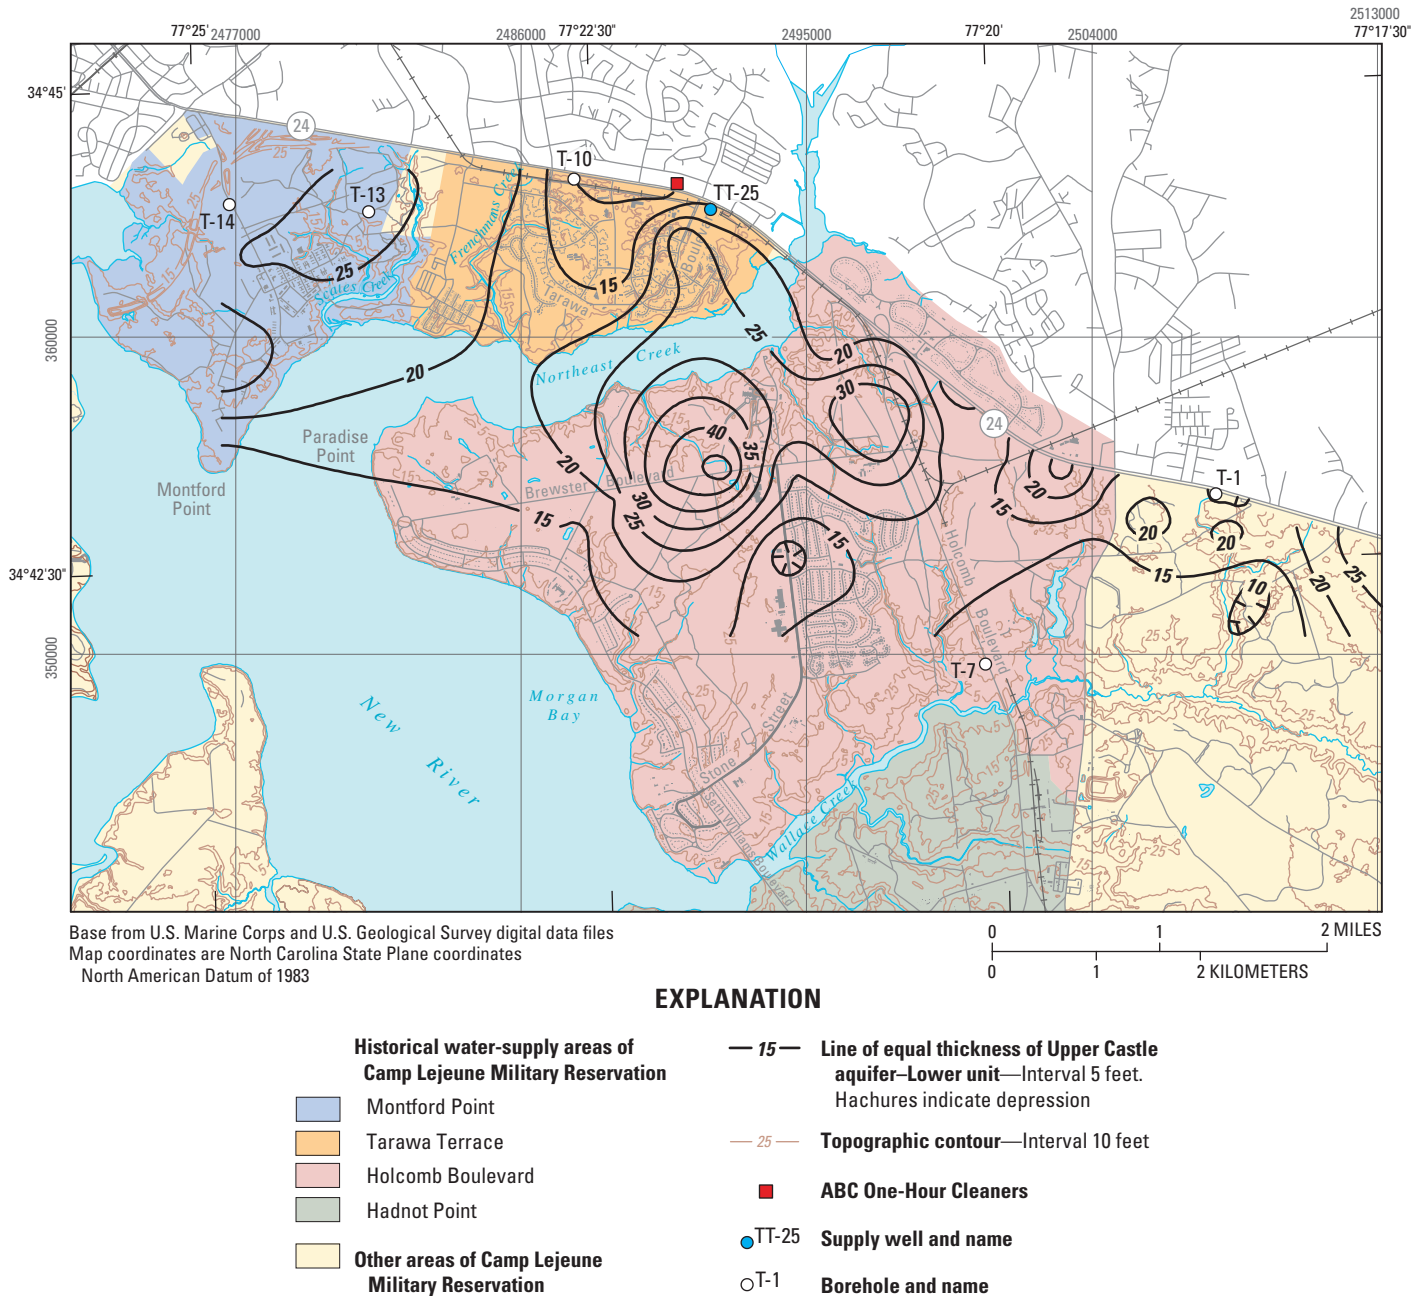 2513000
77°25'
2477000
2486000
77°22'30"
2495000
77°20'
2504000
77°17'30"
34°45'
24
T-10
TT-25
T-13
T-14
Frenchmans Creek
25
25
Scales Creek
15
Tarawa
Boulevard
360000
20
Northeast Creek
25
20
30
Paradise
Point
40
35
24
Montford
Point
20
Brewster Boulevard
30
25
15
15
20
15
T-1
20
20
15
25
20
10
34°42'30"
Holcomb
Boulevard
350000
T-7
New
River
Morgan
Bay
Stone
Street
Seth Williams Boulevard
Wallace Creek
Base from U.S. Marine Corps and U.S. Geological Survey digital data files
Map coordinates are North Carolina State Plane coordinates
North American Datum of 1983
0 1 2 MILES
0 1 2 KILOMETERS
EXPLANATION
Historical water-supply areas of
Camp Lejeune Military Reservation
Montford Point
Tarawa Terrace
Holcomb Boulevard
Hadnot Point
Other areas of Camp Lejeune
Military Reservation
15 Line of equal thickness of Upper Castle
aquifer–Lower unit—Interval 5 feet.
Hachures indicate depression
25 Topographic contour—Interval 10 feet
ABC One-Hour Cleaners
TT-25 Supply well and name
T-1 Borehole and name